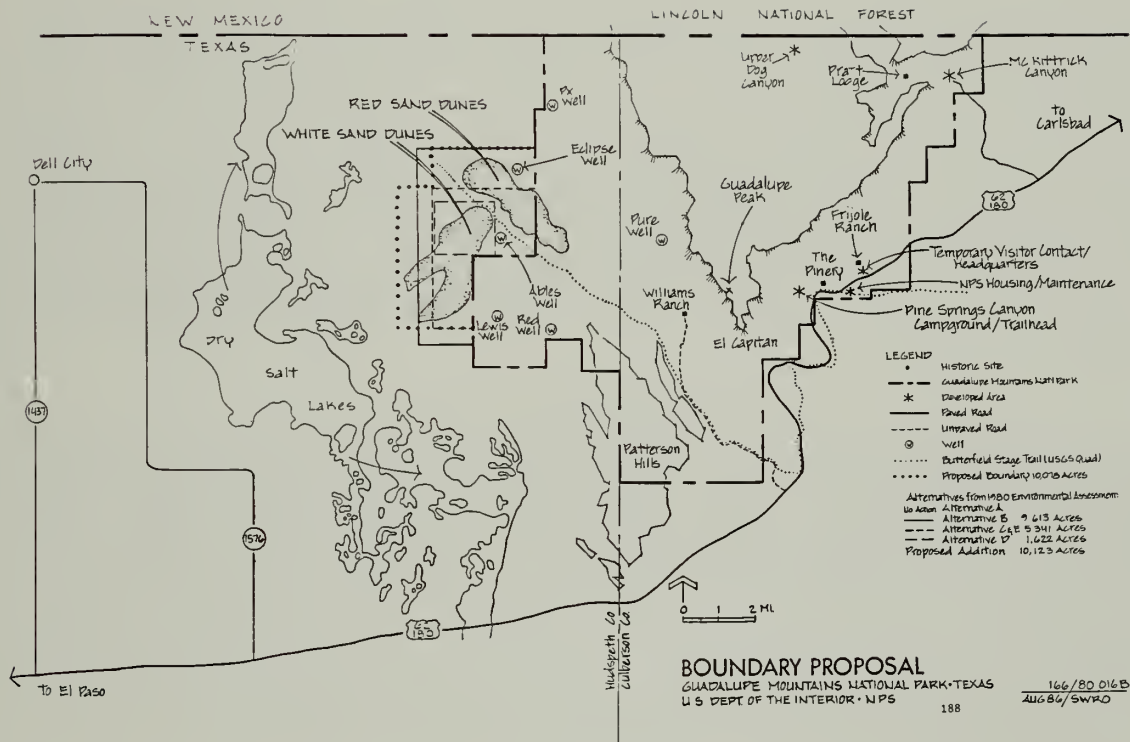 NEW MEXICO
TEXAS
LINCOLN NATIONAL FOREST
Upper
Dog
Canyon
Pratt
Lodge
McKittrick
Canyon
to
Carlsbad
RED SAND DUNES
Px
Well
WHITE SAND DUNES
Eclipse
Well
Dell City
62
180
Guadalupe
Peak
Pure
Well
Frijole
Ranch
Temporary Visitor Contact/
Headquarters
The
Pinery
NPS Housing/Maintenance
Ables
Well
Williams
Ranch
Pine Springs Canyon
Campground/Trailhead
Lewis
Well
Red
Well
El Capitan
Dry
Salt
Lakes
1437
1576
Patterson
Hills
LEGEND
Historic Site
Guadalupe Mountains Nat'l Park
Developed Area
Paved Road
Unpaved Road
Well
Butterfield Stage Trail (USGS Quad)
Proposed Boundary 10,078 Acres
Alternatives from 1980 Environmental Assessment
No Action Alternative A
Alternative B 9,613 Acres
Alternative C&E 5,341 Acres
Alternative D 1,622 Acres
Proposed Addition 10,123 Acres
0 1 2 MI.
62
180
Hudspeth Co.
Culberson Co.
To El Paso
BOUNDARY PROPOSAL
GUADALUPE MOUNTAINS NATIONAL PARK • TEXAS
U S DEPT OF THE INTERIOR • NPS
188
166/80 016B
AUG 86/SWRO